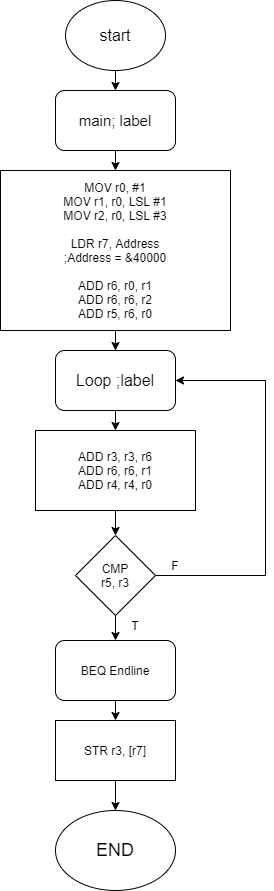 start
main; label
MOV r0, #1
MOV r1, r0, LSL #1
MOV r2, r0, LSL #3
LDR r7, Address
;Address = &40000
ADD r6, r0, r1
ADD r6, r6, r2
ADD r5, r6, r0
Loop ;label
ADD r3, r3, r6
ADD r6, r6, r1
ADD r4, r4, r0
CMP
r5, r3
F
T
BEQ Endline
STR r3, [r7]
END